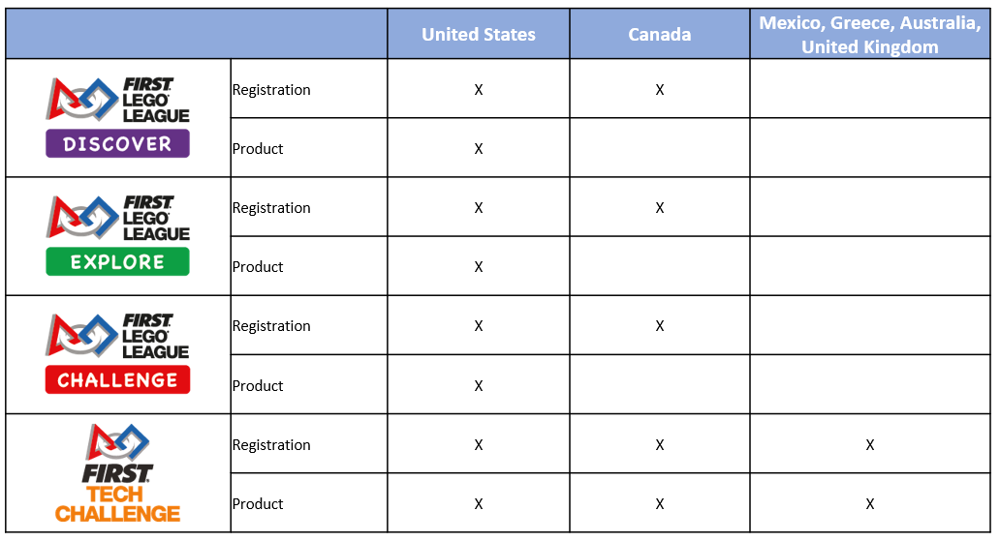 United States
Canada
Mexico, Greece, Australia,
United Kingdom
FIRST
LEGO
LEAGUE
DISCOVER
Registration
X
X
Product
X
FIRST
LEGO
LEAGUE
EXPLORE
Registration
X
X
Product
X
FIRST
LEGO
LEAGUE
CHALLENGE
Registration
X
X
Product
X
FIRST
TECH
CHALLENGE
Registration
X
X
X
Product
X
X
X